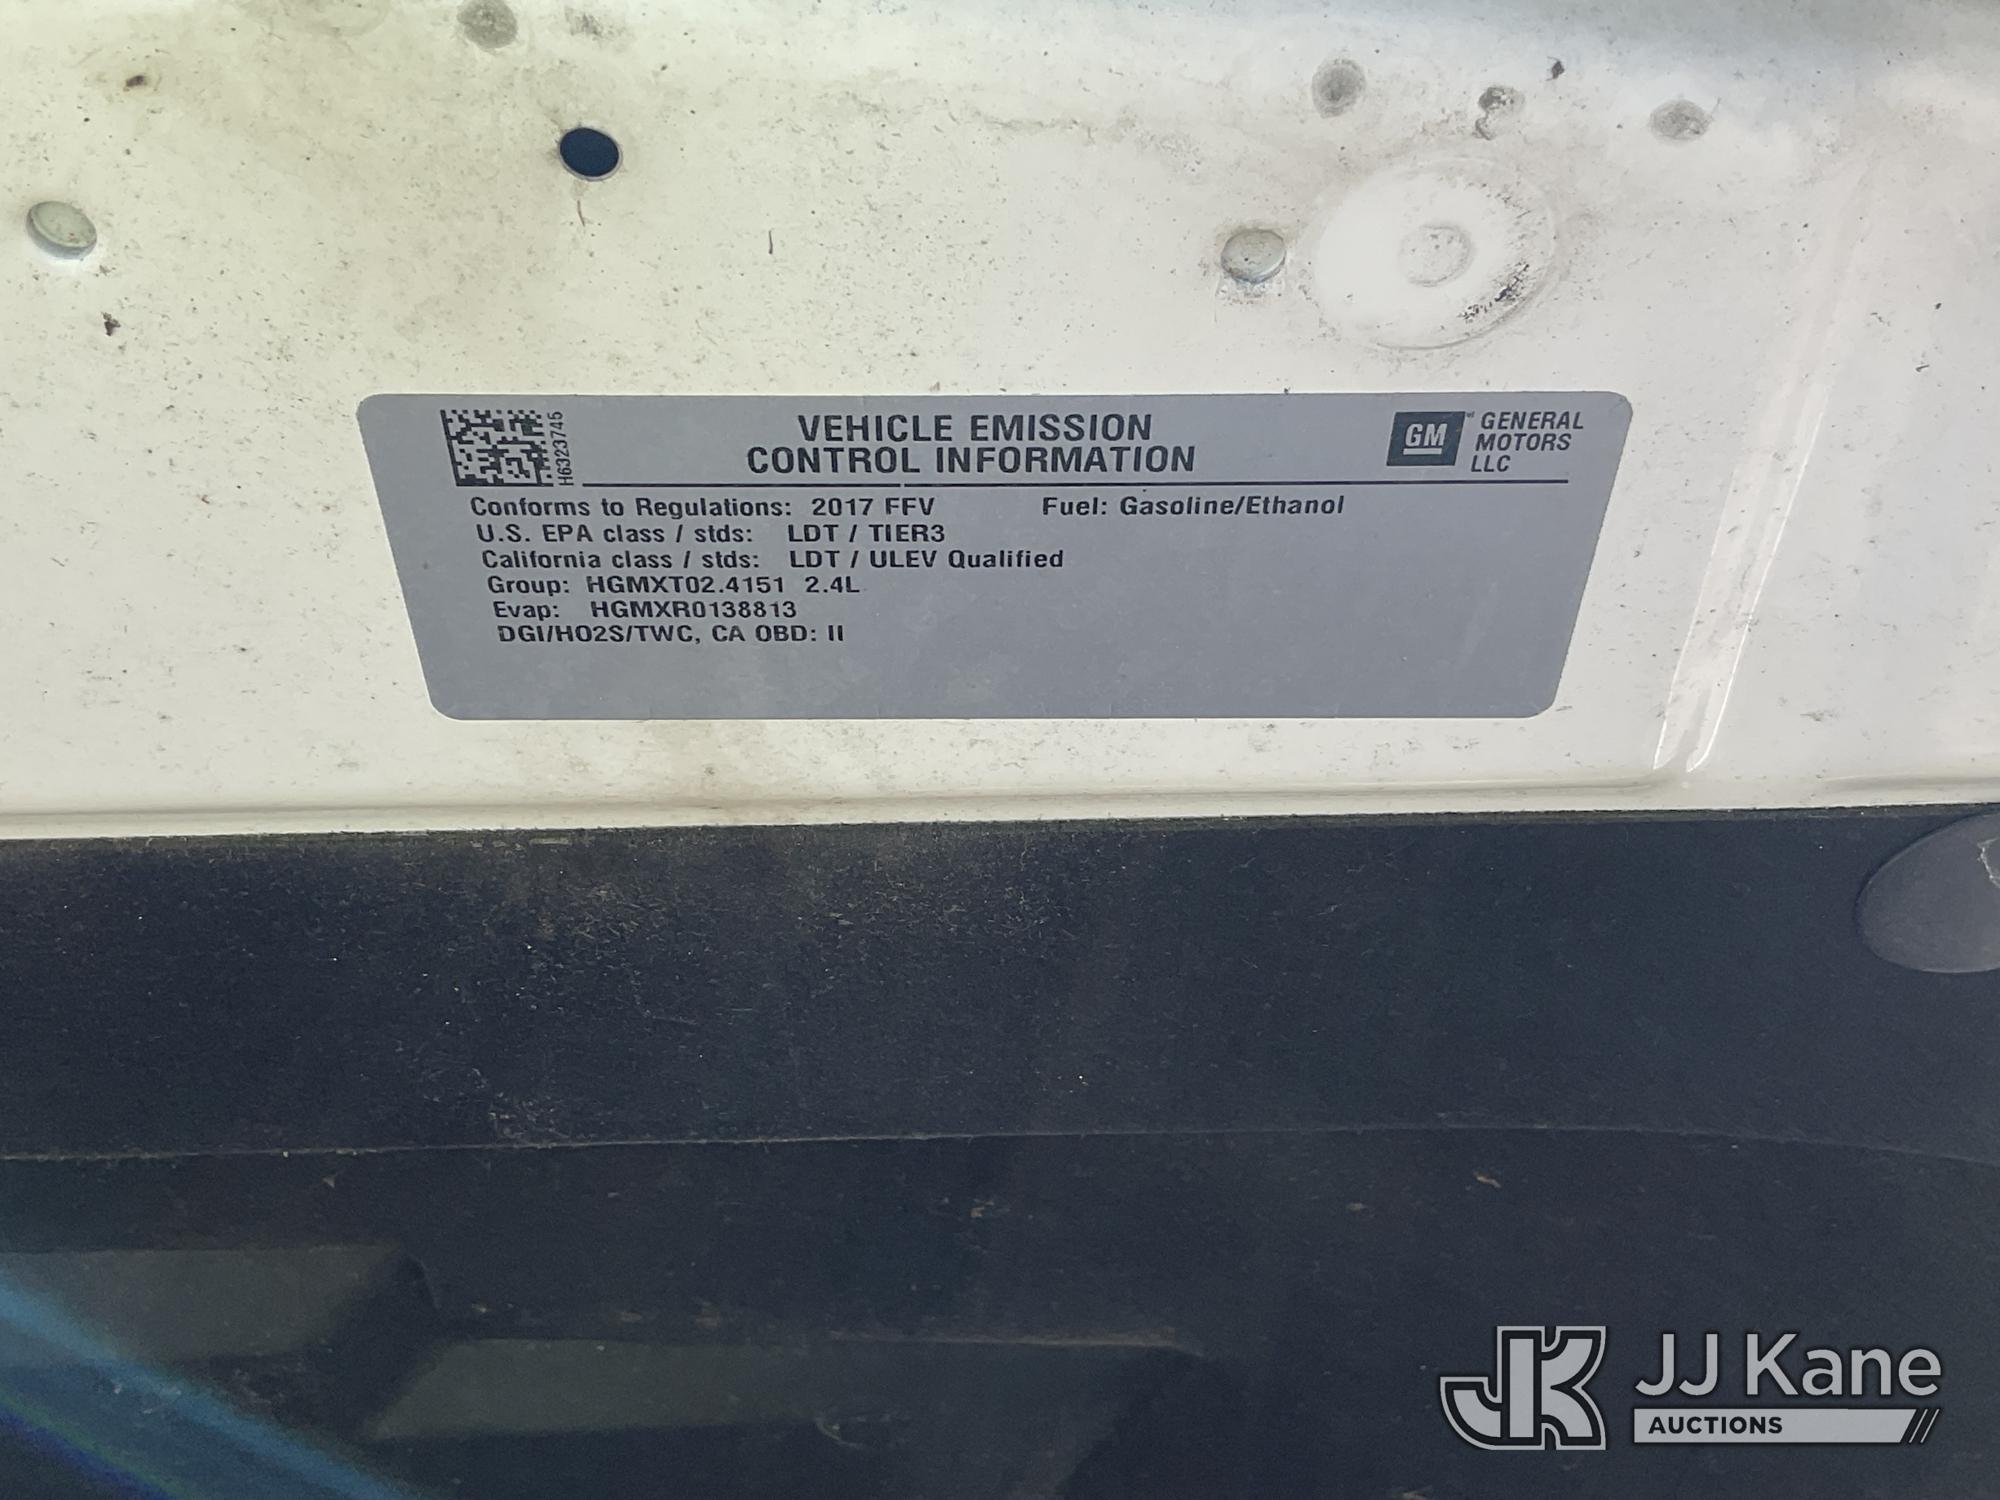 H6323745
VEHICLE EMISSION
CONTROL INFORMATION
GM
GENERAL
MOTORS
LLC
Conforms to Regulations: 2017 FFV Fuel: Gasoline/Ethanol
U.S. EPA class / stds: LDT / TIER3
California class / stds: LDT / ULEV Qualified
Group: HGMXT02.4151 2.4L
Evap: HGMXR0138813
DGI/HO2S/TWC, CA OBD: II
JK JJ Kane
AUCTIONS